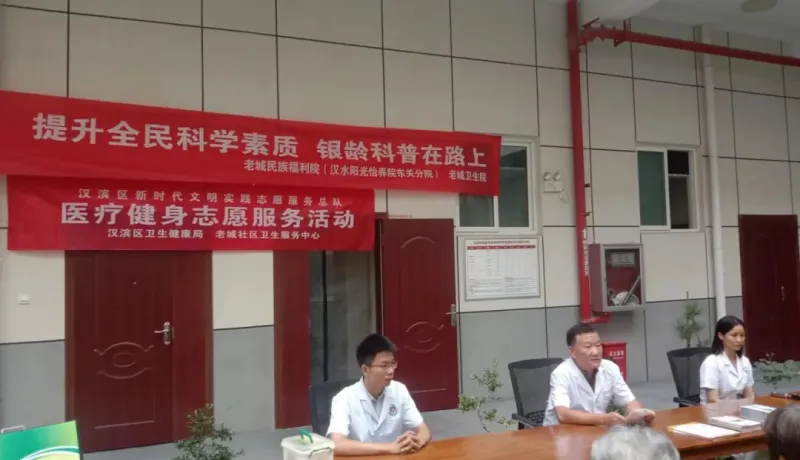 提升全民科学素质 银龄科普在路上
老城民族福利院（汉水阳光怡养院东关分院） 老城卫生院
汉滨区新时代文明实践志愿服务总队
医疗健身志愿服务活动
汉滨区卫生健康局 老城社区卫生服务中心